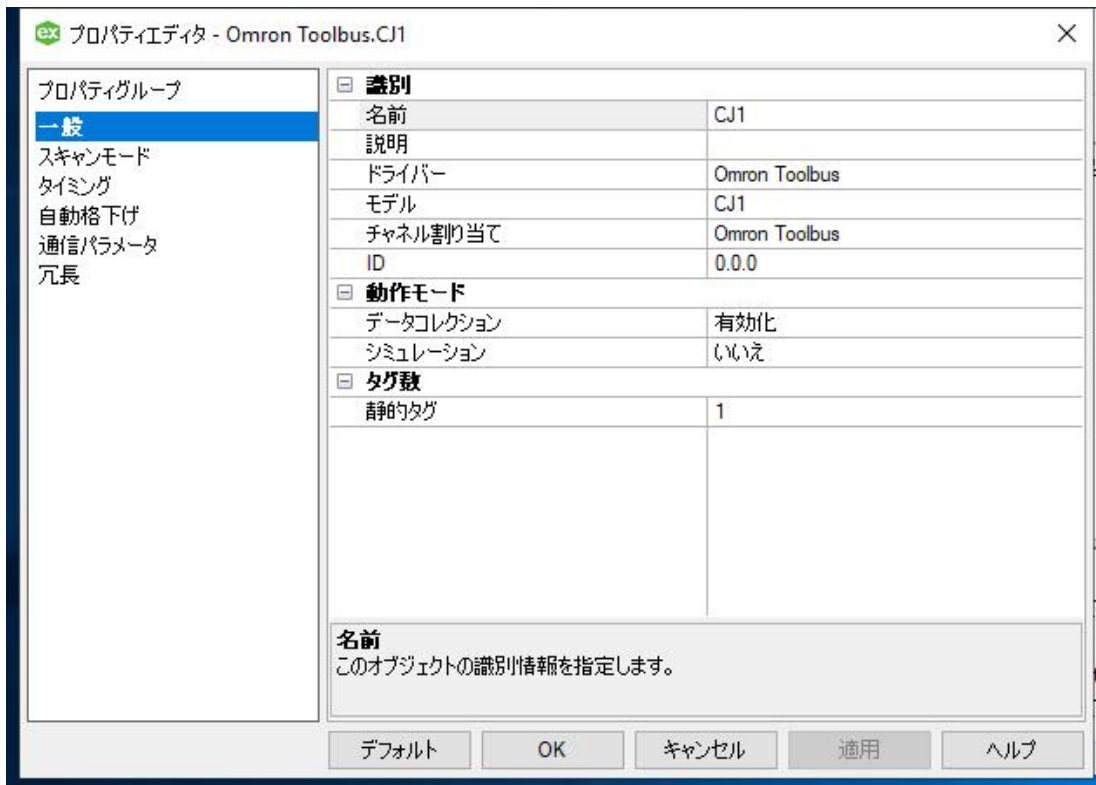 ex プロパティエディタ - Omron Toolbus.CJ1
プロパティグループ
一般
スキャンモード
タイミング
自動格下げ
通信パラメータ
冗長
識別
名前 CJ1
説明
ドライバー Omron Toolbus
モデル CJ1
チャネル割り当て Omron Toolbus
ID 0.0.0
動作モード
データコレクション 有効化
シミュレーション いいえ
タグ数
静的タグ 1
名前
このオブジェクトの識別情報を指定します。
デフォルト OK キャンセル 適用 ヘルプ